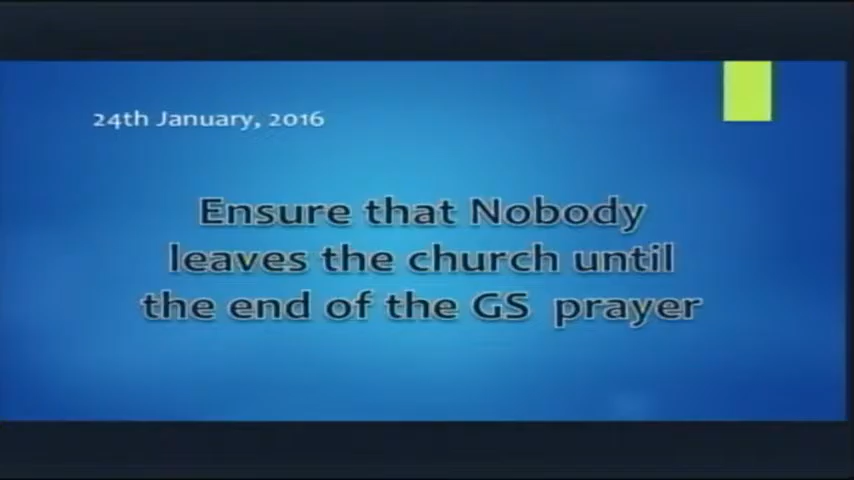 24th January, 2016
Ensure that Nobody
leaves the church until
the end of the GS prayer